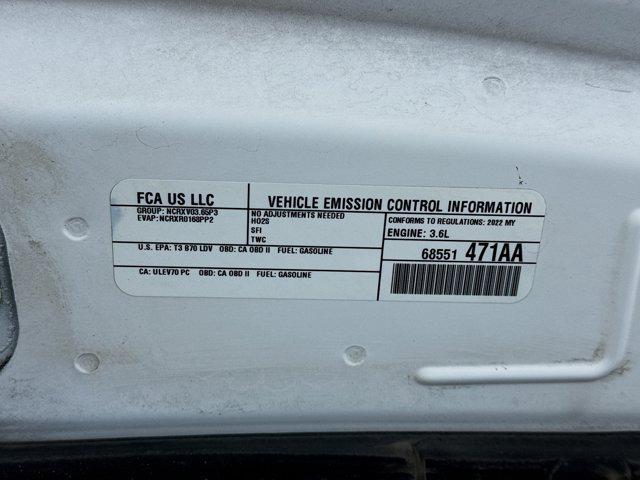 FCA US LLC
GROUP: NCRXV03.65P3
EVAP: NCRXR0168PP2
VEHICLE EMISSION CONTROL INFORMATION
NO ADJUSTMENTS NEEDED
HO2S
SFI
TWC
CONFORMS TO REGULATIONS: 2022 MY
ENGINE: 3.6L
U.S. EPA: T3 B70 LDV OBD: CA OBD II FUEL: GASOLINE
68551 471AA
CA: ULEV70 PC OBD: CA OBD II FUEL: GASOLINE